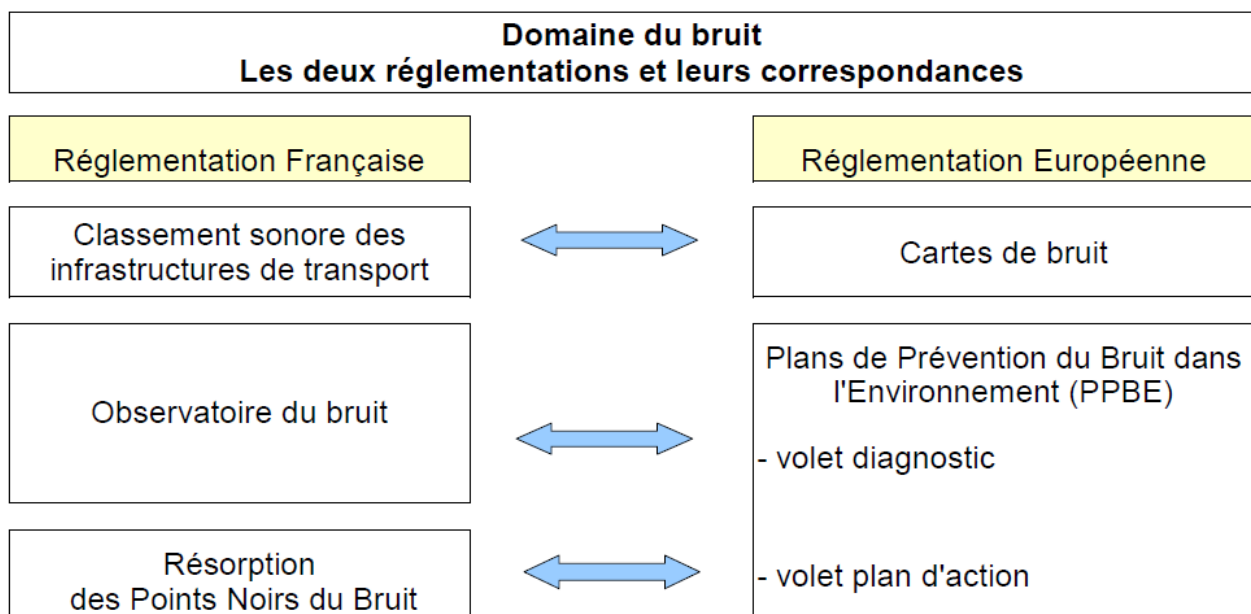 Domaine du bruit
Les deux réglementations et leurs correspondances
Réglementation Française
Réglementation Européenne
Classement sonore des
infrastructures de transport
Cartes de bruit
Observatoire du bruit
Plans de Prévention du Bruit dans
l'Environnement (PPBE)
- volet diagnostic
Résorption
des Points Noirs du Bruit
- volet plan d'action